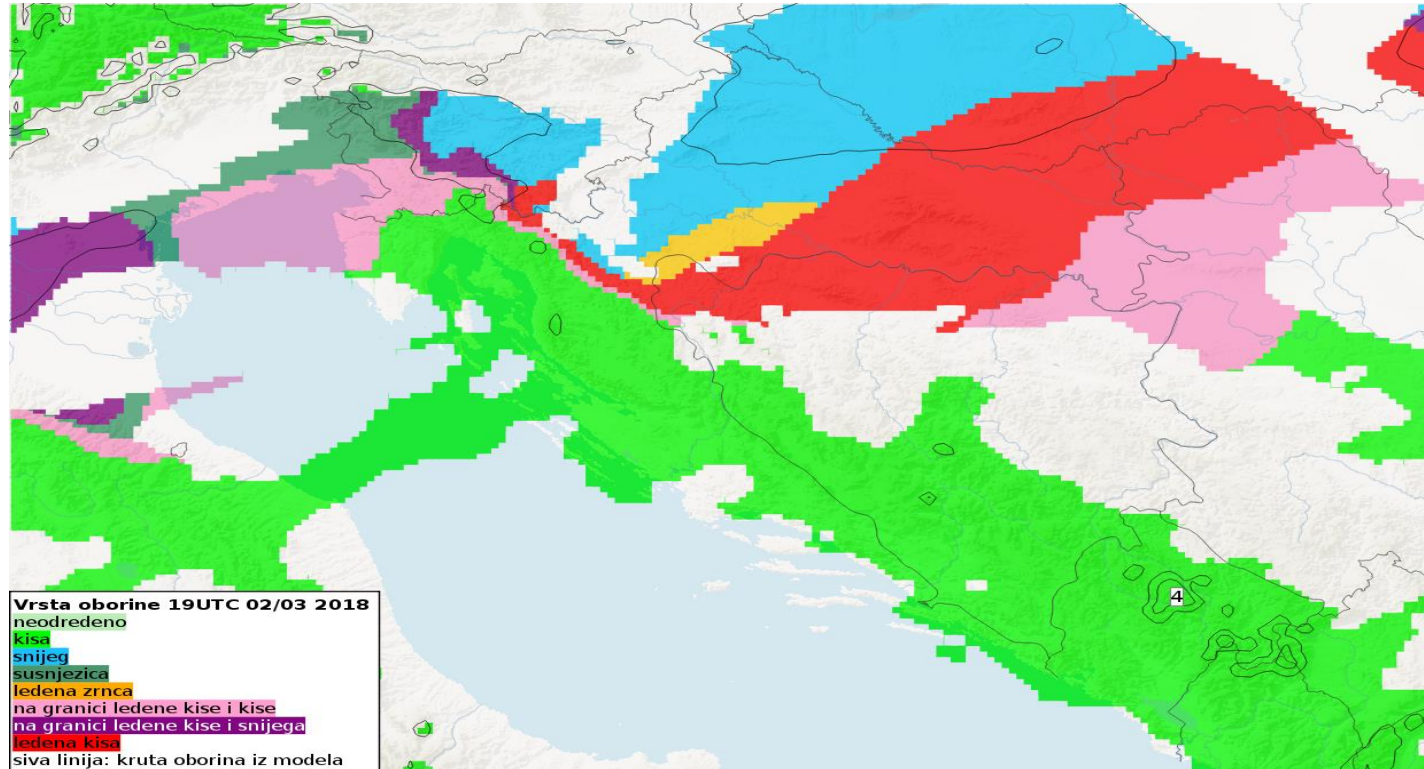 4
Vrsta oborine 19UTC 02/03 2018
neodredeno
kisa
snijeg
susnjezica
ledena zrnca
na granici ledene kise i kise
na granici ledene kise i snijega
ledena kisa
siva linija: kruta oborina iz modela